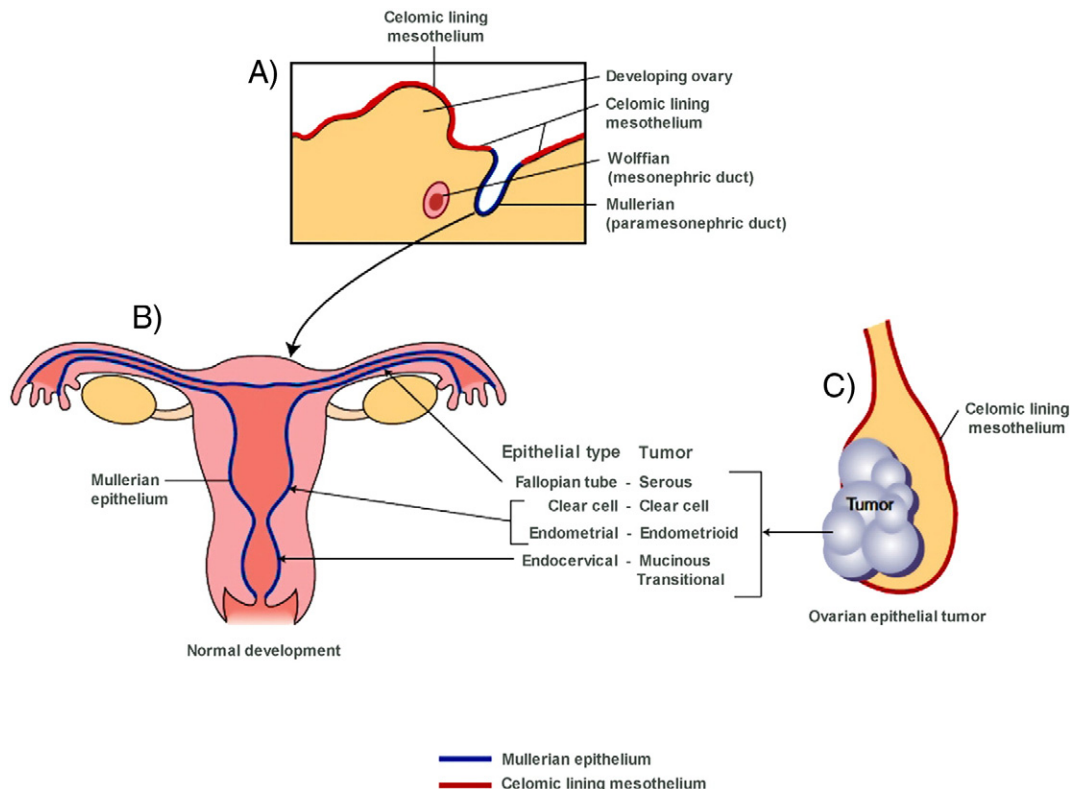 A)
Celomic lining
mesothelium
Developing ovary
Celomic lining
mesothelium
Wolffian
(mesonephric duct)
Mullerian
(paramesonephric duct)
B)
Mullerian
epithelium
Normal development
Epithelial type Tumor
Fallopian tube - Serous
Clear cell - Clear cell
Endometrial - Endometrioid
Endocervical - Mucinous
Transitional
C)
Celomic lining
mesothelium
Tumor
Ovarian epithelial tumor
Mullerian epithelium
Celomic lining mesothelium